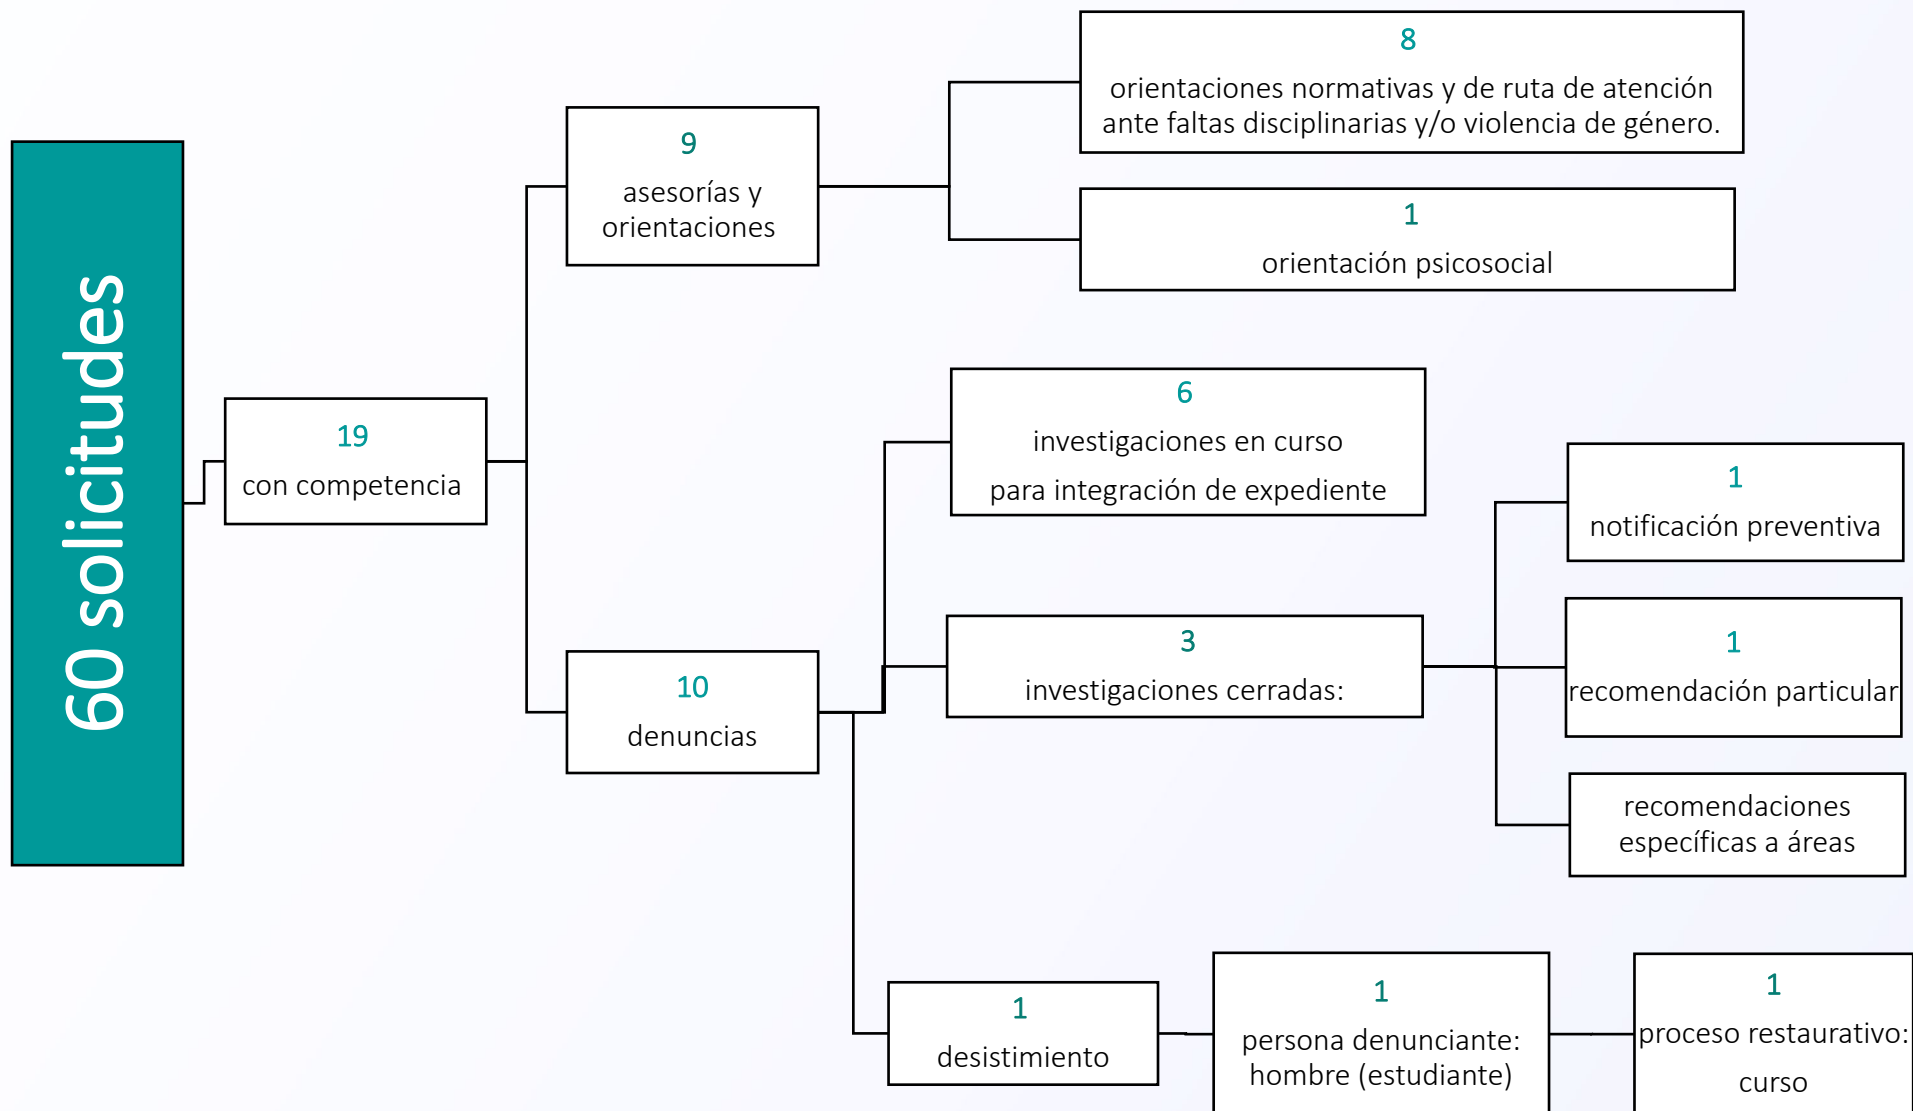 60 solicitudes
19
con competencia
9
asesorías y
orientaciones
8
orientaciones normativas y de ruta de atención
ante faltas disciplinarias y/o violencia de género.
1
orientación psicosocial
10
denuncias
6
investigaciones en curso
para integración de expediente
3
investigaciones cerradas:
1
notificación preventiva
1
recomendación particular
recomendaciones
específicas a áreas
1
desistimiento
1
persona denunciante:
hombre (estudiante)
1
proceso restaurativo:
curso